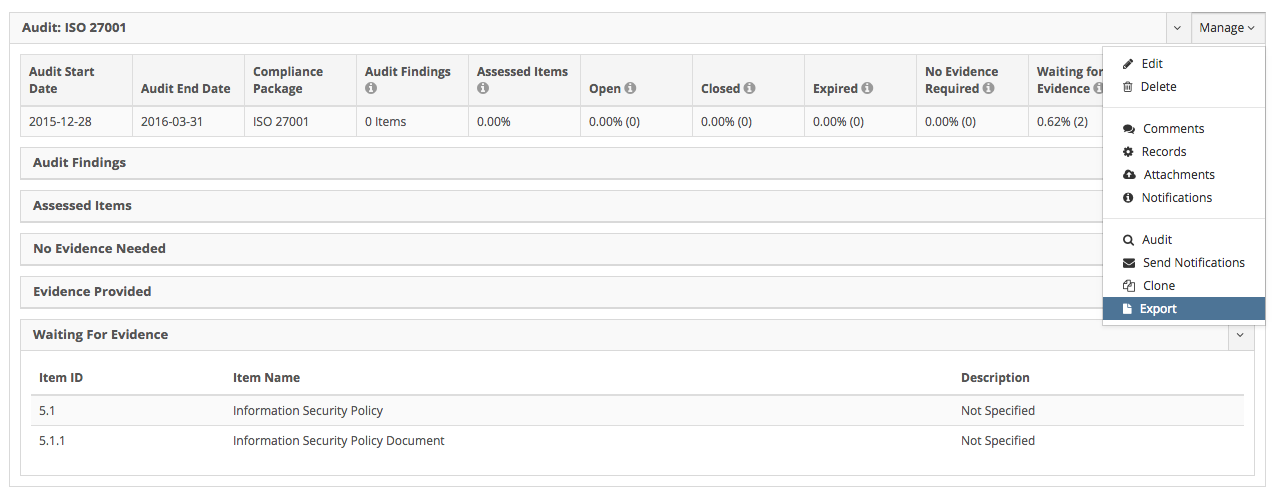 Audit: ISO 27001
Manage
Audit Start Date
Audit End Date
Compliance Package
Audit Findings
Assessed Items
Open
Closed
Expired
No Evidence Required
Waiting for Evidence
2015-12-28
2016-03-31
ISO 27001
0 Items
0.00%
0.00% (0)
0.00% (0)
0.00% (0)
0.00% (0)
0.62% (2)
Edit
Delete
Comments
Records
Attachments
Notifications
Audit
Send Notifications
Clone
Export
Audit Findings
Assessed Items
No Evidence Needed
Evidence Provided
Waiting For Evidence
Item ID
Item Name
Description
5.1
Information Security Policy
Not Specified
5.1.1
Information Security Policy Document
Not Specified